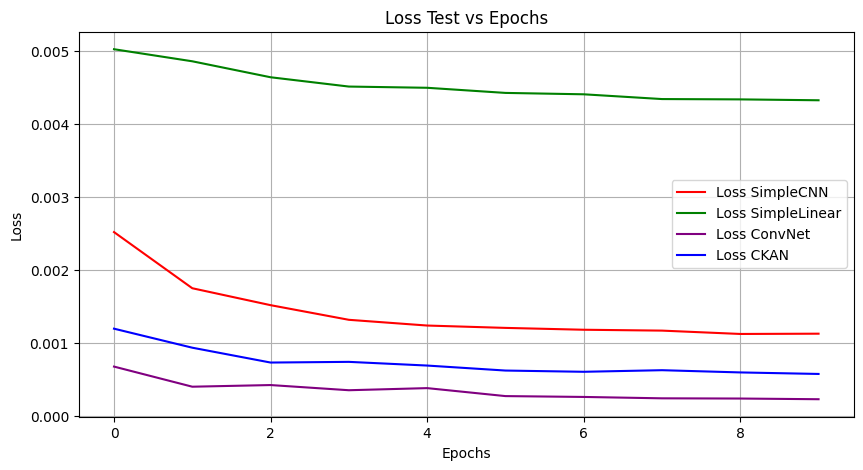 Loss Test vs Epochs
0.005
0.004
0.003
0.002
0.001
0.000
Loss
Loss SimpleCNN
Loss SimpleLinear
Loss ConvNet
Loss CKAN
0 2 4 6 8
Epochs